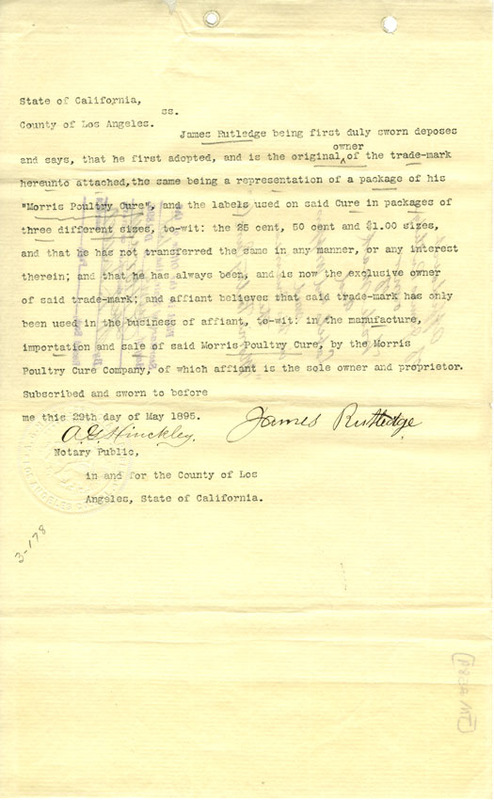 State of California,
ss.
County of Los Angeles.
James Rutledge being first duly sworn deposes
owner
and says, that he first adopted, and is the original ^ of the trade-mark
hereunto attached, the same being a representation of a package of his
"Morris Poultry Cure", and the labels used on said Cure in packages of
three different sizes, to-wit: the 25 cent, 50 cent and $1.00 sizes,
and that he has not transferred the same in any manner, or any interest
therein; and that he has always been, and is now the exclusive owner
of said trade-mark; and affiant believes that said trade-mark has only
been used in the business of affiant, to-wit: in the manufacture,
importation and sale of said Morris Poultry Cure, by the Morris
Poultry Cure Company, of which affiant is the sole owner and proprietor.
Subscribed and sworn to before
me this 29th day of May 1895.
A.G. Hinckley. James Rutledge.
Notary Public,
in and for the County of Los
Angeles, State of California.
3-178